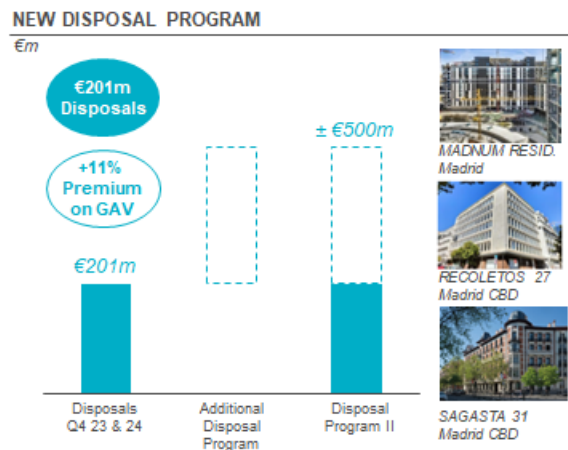 NEW DISPOSAL PROGRAM
€m
€201m
Disposals
+11%
Premium
on GAV
€201m
± €500m
Disposals
Q4 23 & 24
Additional
Disposal
Program
Disposal
Program II
MADNUM RESID.
Madrid
RECOLETOS 27
Madrid CBD
SAGASTA 31
Madrid CBD